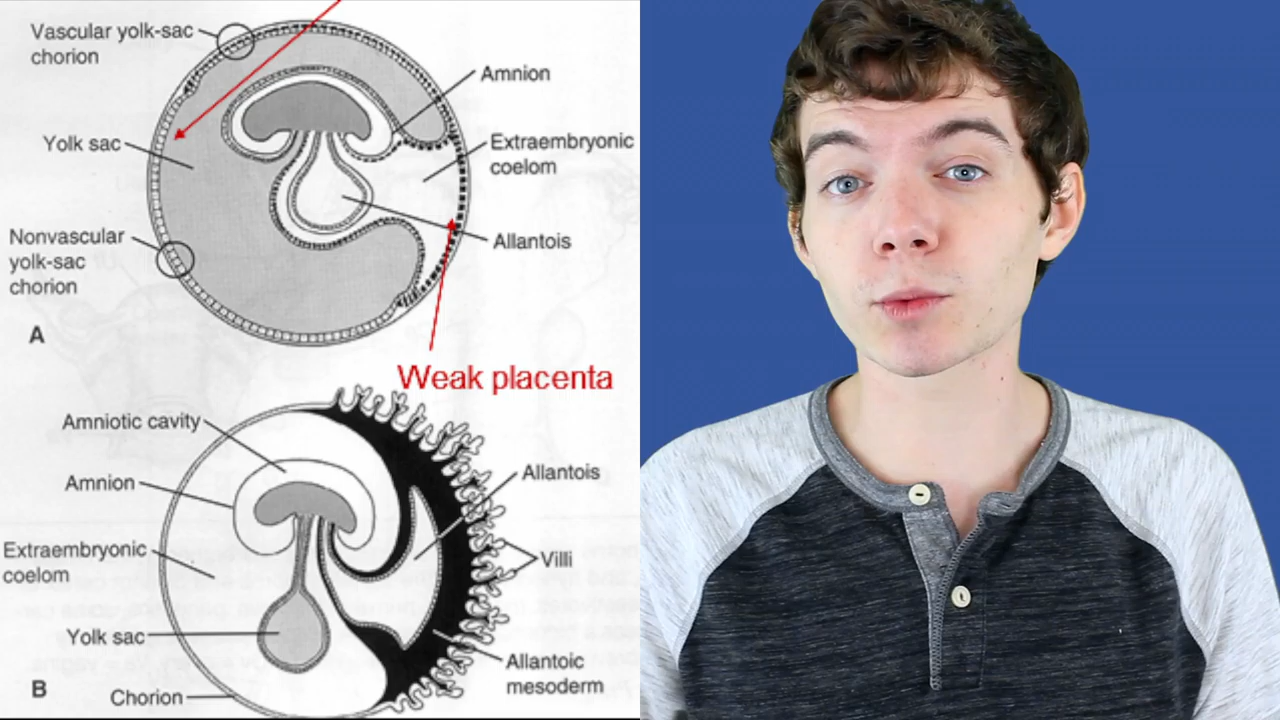 Vascular yolk-sac
chorion
Amnion
Yolk sac
Extraembryonic
coelom
Nonvascular
yolk-sac
chorion
Allantois
A
Weak placenta
Amniotic cavity
Allantois
Amnion
Extraembryonic
coelom
Villi
Yolk sac
Allantoic
mesoderm
B
Chorion